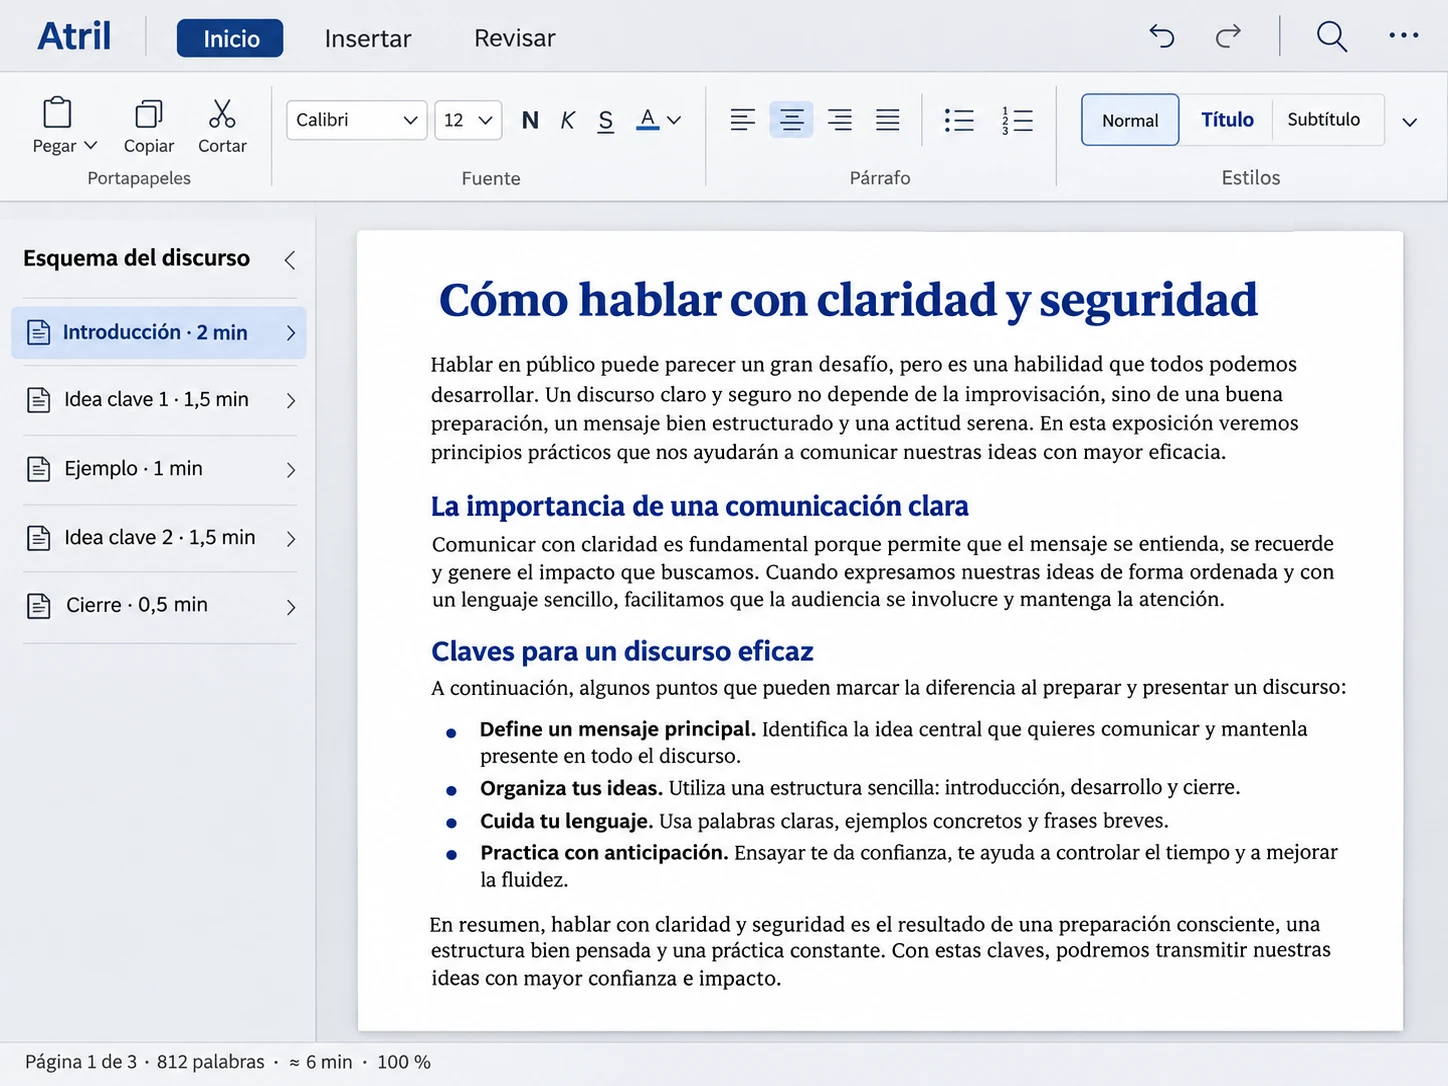 Atril
Inicio
Insertar
Revisar
Pegar
Copiar
Cortar
Portapapeles
Calibri
12
N
K
S
A
Fuente
1
2
3
Párrafo
Normal
Título
Subtítulo
Estilos
Esquema del discurso
Introducción · 2 min
Idea clave 1 · 1,5 min
Ejemplo · 1 min
Idea clave 2 · 1,5 min
Cierre · 0,5 min
Cómo hablar con claridad y seguridad
Hablar en público puede parecer un gran desafío, pero es una habilidad que todos podemos
desarrollar. Un discurso claro y seguro no depende de la improvisación, sino de una buena
preparación, un mensaje bien estructurado y una actitud serena. En esta exposición veremos
principios prácticos que nos ayudarán a comunicar nuestras ideas con mayor eficacia.
La importancia de una comunicación clara
Comunicar con claridad es fundamental porque permite que el mensaje se entienda, se recuerde
y genere el impacto que buscamos. Cuando expresamos nuestras ideas de forma ordenada y con
un lenguaje sencillo, facilitamos que la audiencia se involucre y mantenga la atención.
Claves para un discurso eficaz
A continuación, algunos puntos que pueden marcar la diferencia al preparar y presentar un discurso:
• Define un mensaje principal. Identifica la idea central que quieres comunicar y mantenla
presente en todo el discurso.
• Organiza tus ideas. Utiliza una estructura sencilla: introducción, desarrollo y cierre.
• Cuida tu lenguaje. Usa palabras claras, ejemplos concretos y frases breves.
• Practica con anticipación. Ensayar te da confianza, te ayuda a controlar el tiempo y a mejorar
la fluidez.
En resumen, hablar con claridad y seguridad es el resultado de una preparación consciente, una
estructura bien pensada y una práctica constante. Con estas claves, podremos transmitir nuestras
ideas con mayor confianza e impacto.
Página 1 de 3 · 812 palabras · ≈ 6 min · 100 %